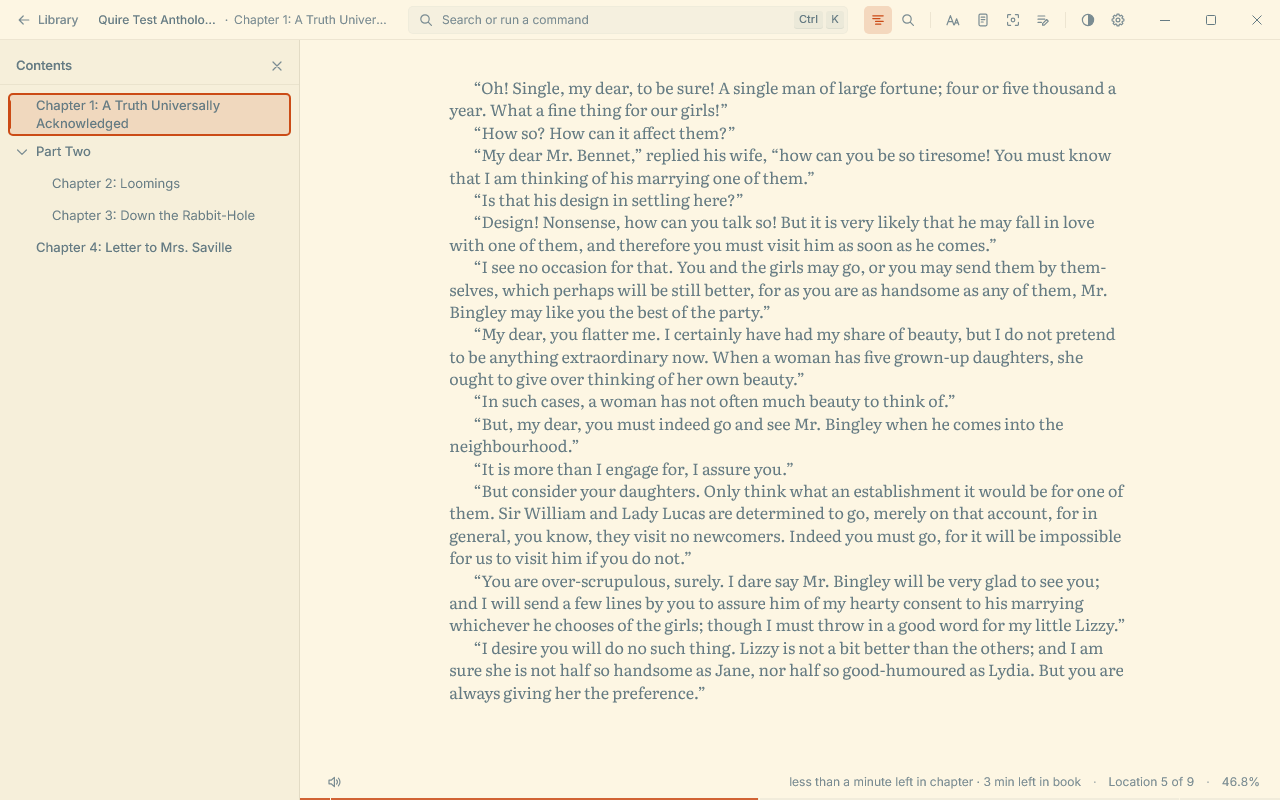 Library
Quire Test Antholo... · Chapter 1: A Truth Univer...
Search or run a command
Ctrl K
Contents
Chapter 1: A Truth Universally
Acknowledged
Part Two
Chapter 2: Loomings
Chapter 3: Down the Rabbit-Hole
Chapter 4: Letter to Mrs. Saville
“Oh! Single, my dear, to be sure! A single man of large fortune; four or five thousand a
year. What a fine thing for our girls!”
“How so? How can it affect them?”
“My dear Mr. Bennet,” replied his wife, “how can you be so tiresome! You must know
that I am thinking of his marrying one of them.”
“Is that his design in settling here?”
“Design! Nonsense, how can you talk so! But it is very likely that he may fall in love
with one of them, and therefore you must visit him as soon as he comes.”
“I see no occasion for that. You and the girls may go, or you may send them by them-
selves, which perhaps will be still better, for as you are as handsome as any of them, Mr.
Bingley may like you the best of the party.”
“My dear, you flatter me. I certainly have had my share of beauty, but I do not pretend
to be anything extraordinary now. When a woman has five grown-up daughters, she
ought to give over thinking of her own beauty.”
“In such cases, a woman has not often much beauty to think of.”
“But, my dear, you must indeed go and see Mr. Bingley when he comes into the
neighbourhood.”
“It is more than I engage for, I assure you.”
“But consider your daughters. Only think what an establishment it would be for one of
them. Sir William and Lady Lucas are determined to go, merely on that account, for in
general, you know, they visit no newcomers. Indeed you must go, for it will be impossible
for us to visit him if you do not.”
“You are over-scrupulous, surely. I dare say Mr. Bingley will be very glad to see you;
and I will send a few lines by you to assure him of my hearty consent to his marrying
whichever he chooses of the girls; though I must throw in a good word for my little Lizzy.”
“I desire you will do no such thing. Lizzy is not a bit better than the others; and I am
sure she is not half so handsome as Jane, nor half so good-humoured as Lydia. But you are
always giving her the preference.”
less than a minute left in chapter · 3 min left in book · Location 5 of 9 · 46.8%